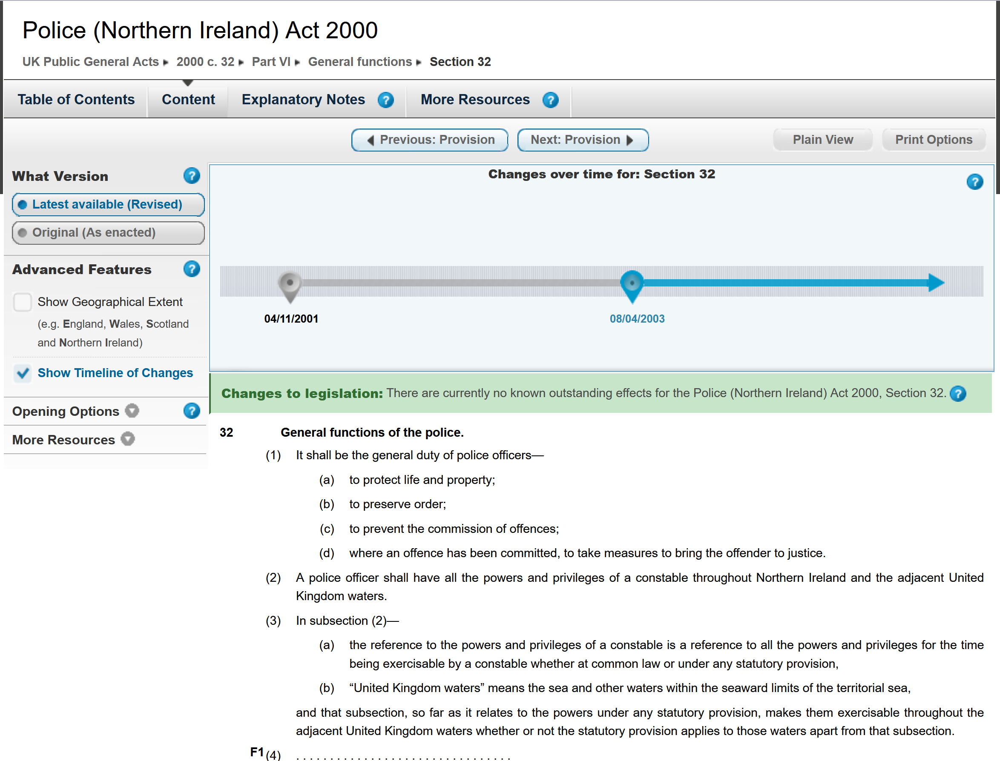 Police (Northern Ireland) Act 2000
UK Public General Acts 2000 c. 32 Part VI General functions Section 32
Table of Contents Content Explanatory Notes ? More Resources ?
Previous: Provision Next: Provision Plain View Print Options
What Version ?
Latest available (Revised)
Original (As enacted)
Advanced Features ?
Show Geographical Extent
(e.g. England, Wales, Scotland
and Northern Ireland)
Show Timeline of Changes
Opening Options ?
More Resources
Changes over time for: Section 32
?
04/11/2001 08/04/2003
Changes to legislation: There are currently no known outstanding effects for the Police (Northern Ireland) Act 2000, Section 32. ?
32 General functions of the police.
(1) It shall be the general duty of police officers—
(a) to protect life and property;
(b) to preserve order;
(c) to prevent the commission of offences;
(d) where an offence has been committed, to take measures to bring the offender to justice.
(2) A police officer shall have all the powers and privileges of a constable throughout Northern Ireland and the adjacent United
Kingdom waters.
(3) In subsection (2)—
(a) the reference to the powers and privileges of a constable is a reference to all the powers and privileges for the time
being exercisable by a constable whether at common law or under any statutory provision,
(b) “United Kingdom waters” means the sea and other waters within the seaward limits of the territorial sea,
and that subsection, so far as it relates to the powers under any statutory provision, makes them exercisable throughout the
adjacent United Kingdom waters whether or not the statutory provision applies to those waters apart from that subsection.
F1(4) . . . . . . . . . . . . . . . . . . . . . . . . . . . . . . . .